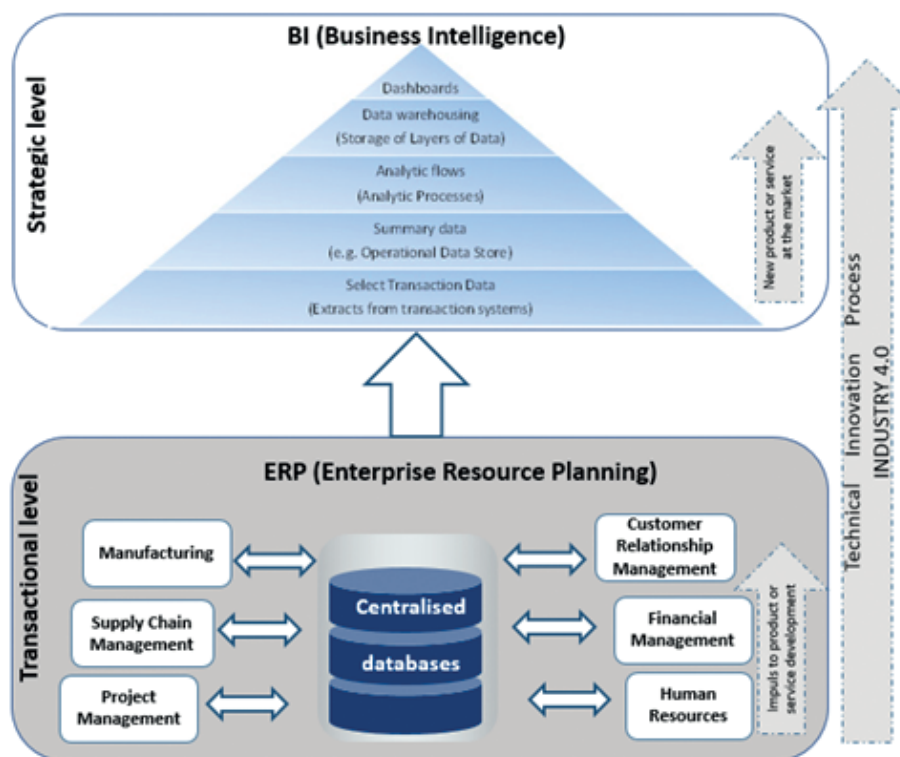 BI (Business Intelligence)
Strategic level
Dashboards
Data warehousing
(Storage of Layers of Data)
Analytic flows
(Analytic Processes)
Summary data
(e.g. Operational Data Store)
Select Transaction Data
(Extracts from transaction systems)
New product or service
at the market
Technical Innovation Process
INDUSTRY 4.0
ERP (Enterprise Resource Planning)
Transactional level
Manufacturing
Supply Chain
Management
Project
Management
Centralised
databases
Customer
Relationship
Management
Financial
Management
Human
Resources
Impuls to product or
service development